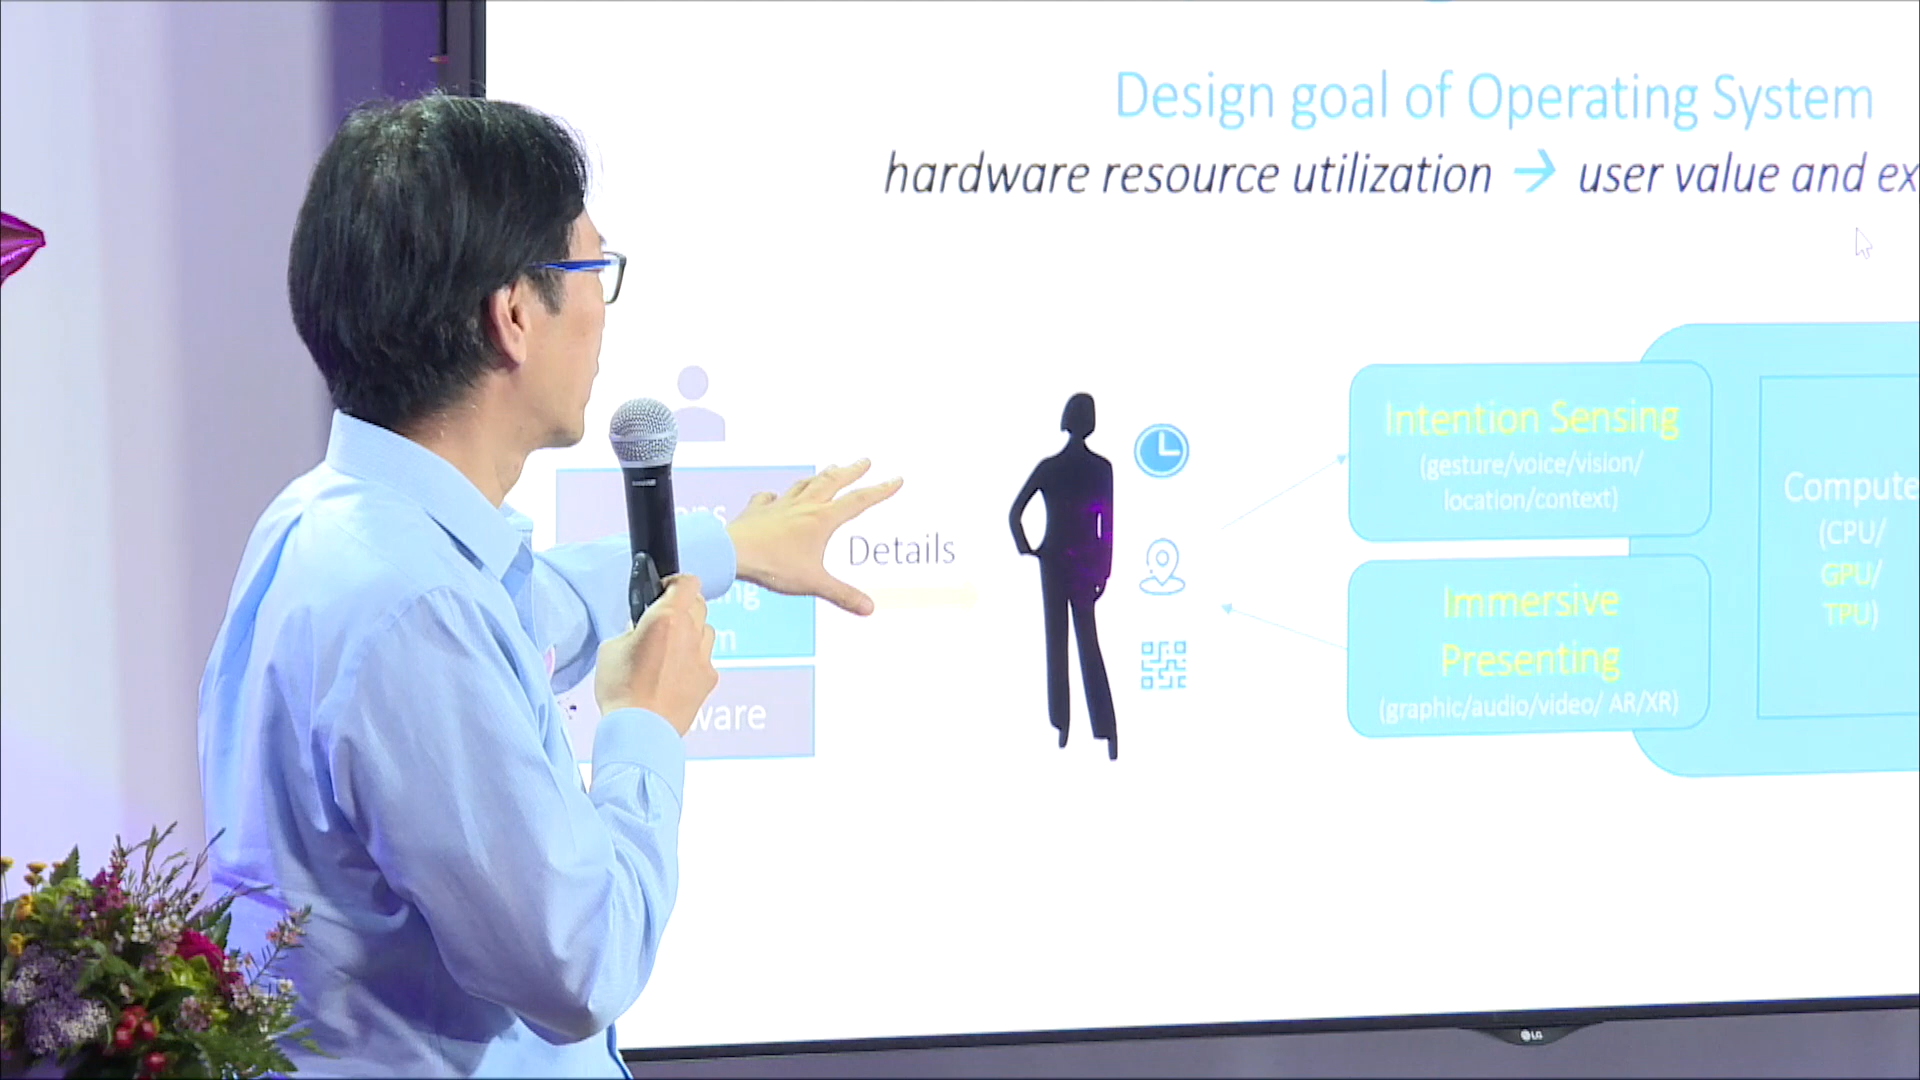 Design goal of Operating System
hardware resource utilization → user value and ex
Details
Intention Sensing
(gesture/voice/vision/
location/context)
Immersive
Presenting
(graphic/audio/video/ AR/XR)
Compute
(CPU/
GPU/
TPU)
LG